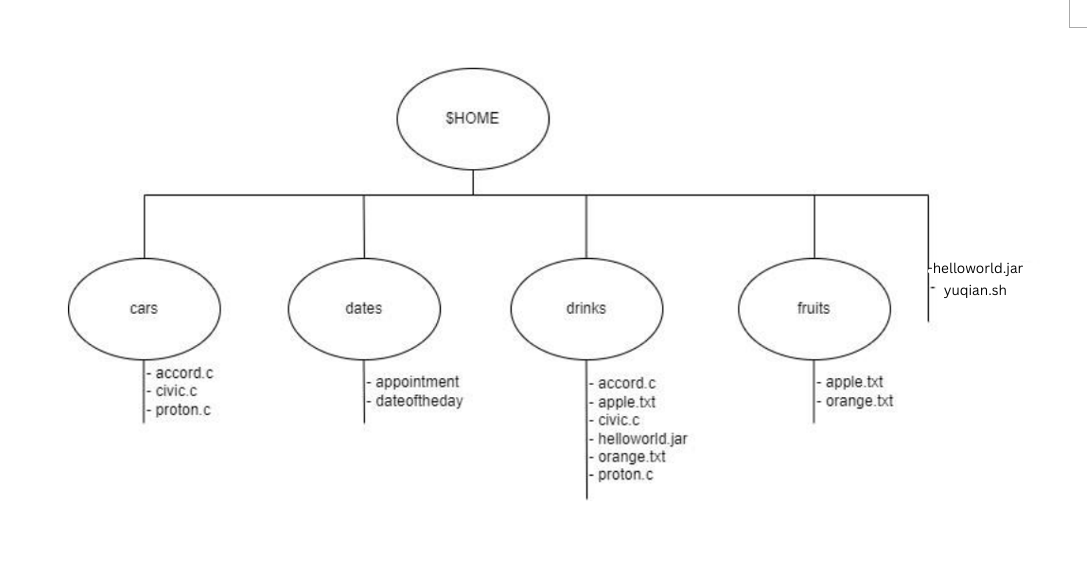 $HOME
cars
dates
drinks
fruits
-helloworld.jar
- yuqian.sh
- accord.c
- civic.c
- proton.c
- appointment
- dateoftheday
- accord.c
- apple.txt
- civic.c
- helloworld.jar
- orange.txt
- proton.c
- apple.txt
- orange.txt